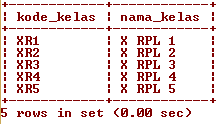 kode_kelas | nama_kelas
XR1 | X RPL 1
XR2 | X RPL 2
XR3 | X RPL 3
XR4 | X RPL 4
XR5 | X RPL 5
5 rows in set (0.00 sec)